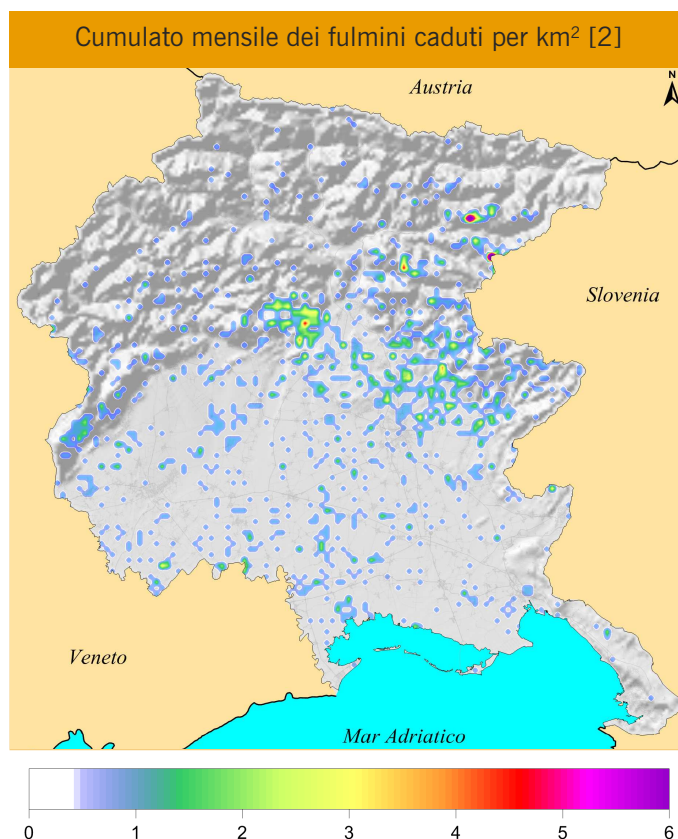 Cumulato mensile dei fulmini caduti per km² [2]
Austria
N
Slovenia
Veneto
Mar Adriatico
0 1 2 3 4 5 6